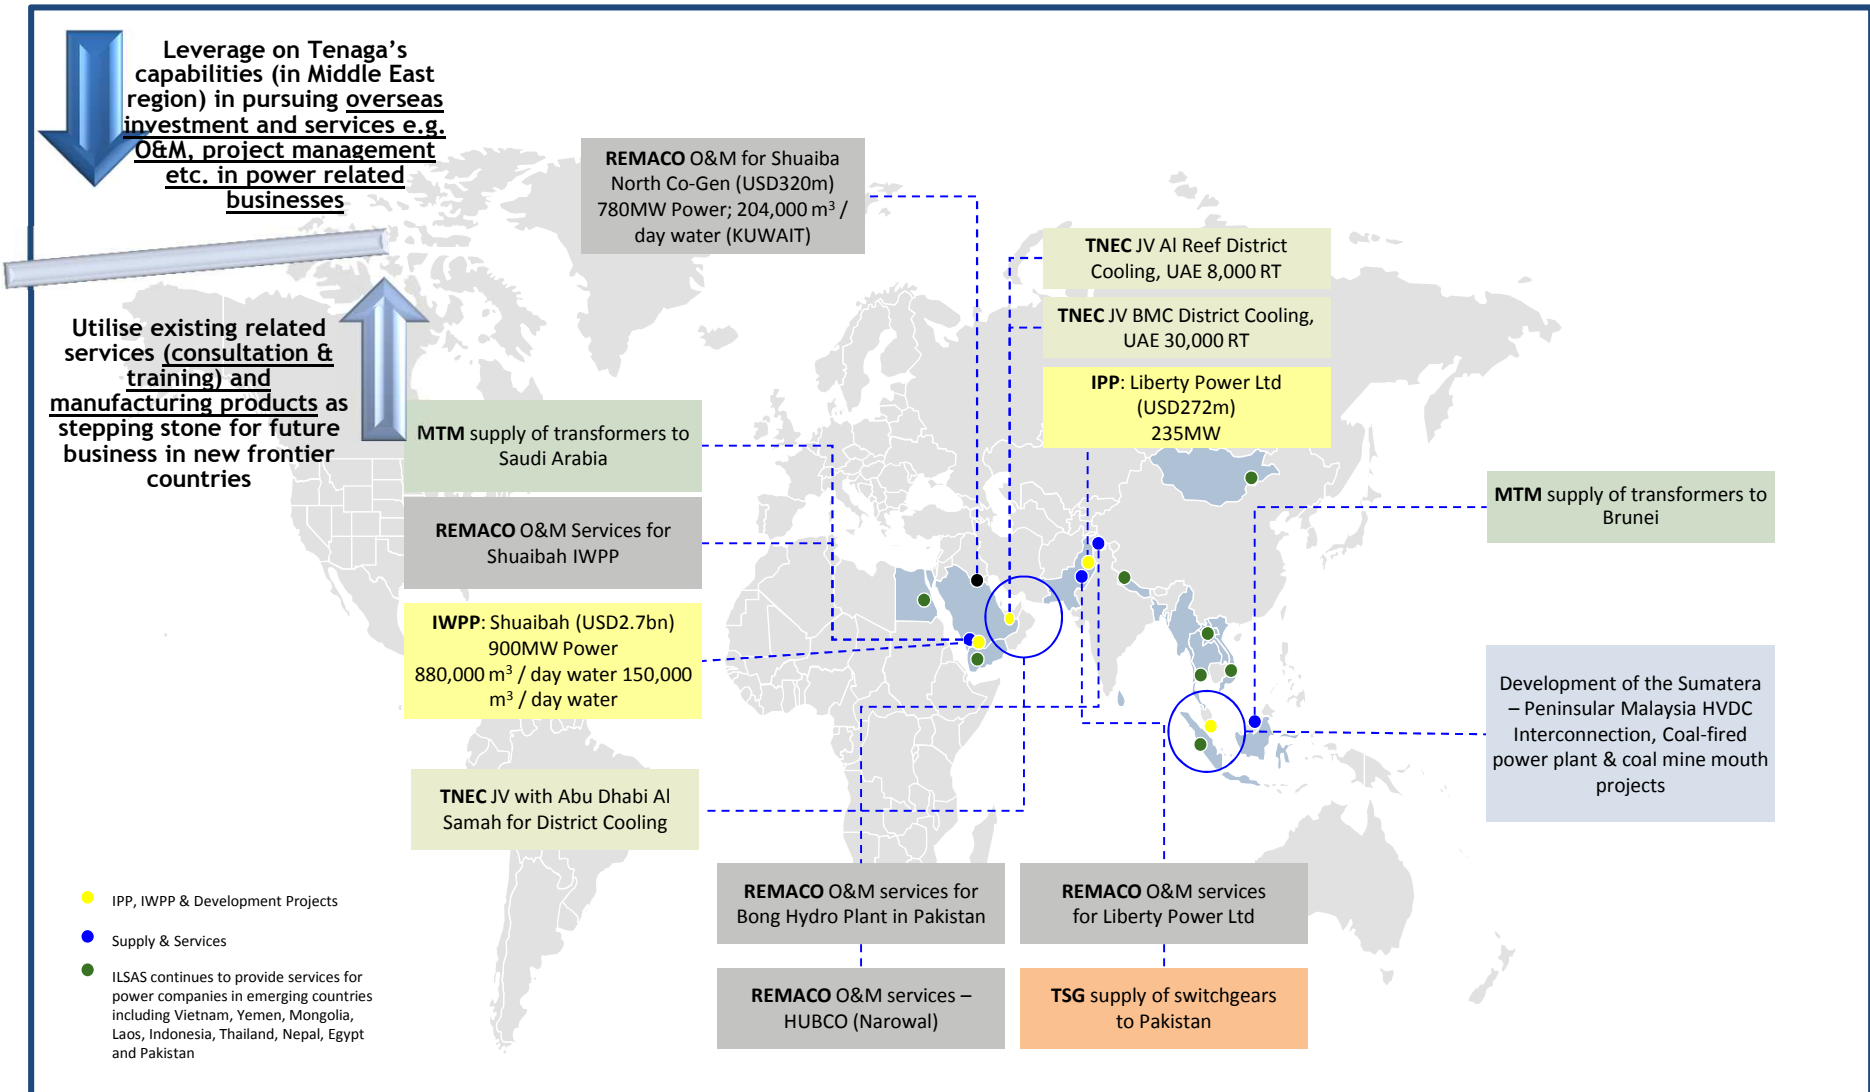 Leverage on Tenaga's
capabilities (in Middle East
region) in pursuing overseas
investment and services e.g.
O&M, project management
etc. in power related
businesses
Utilise existing related
services (consultation &
training) and
manufacturing products as
stepping stone for future
business in new frontier
countries
REMACO O&M for Shuaiba
North Co-Gen (USD320m)
780MW Power; 204,000 m³ /
day water (KUWAIT)
TNEC JV Al Reef District
Cooling, UAE 8,000 RT
TNEC JV BMC District Cooling,
UAE 30,000 RT
IPP: Liberty Power Ltd
(USD272m)
235MW
MTM supply of transformers to
Saudi Arabia
REMACO O&M Services for
Shuaibah IWPP
IWPP: Shuaibah (USD2.7bn)
900MW Power
880,000 m³ / day water 150,000
m³ / day water
TNEC JV with Abu Dhabi Al
Samah for District Cooling
MTM supply of transformers to
Brunei
Development of the Sumatera
– Peninsular Malaysia HVDC
Interconnection, Coal-fired
power plant & coal mine mouth
projects
REMACO O&M services for
Bong Hydro Plant in Pakistan
REMACO O&M services
for Liberty Power Ltd
REMACO O&M services –
HUBCO (Narowal)
TSG supply of switchgears
to Pakistan
IPP, IWPP & Development Projects
Supply & Services
ILSAS continues to provide services for
power companies in emerging countries
including Vietnam, Yemen, Mongolia,
Laos, Indonesia, Thailand, Nepal, Egypt
and Pakistan